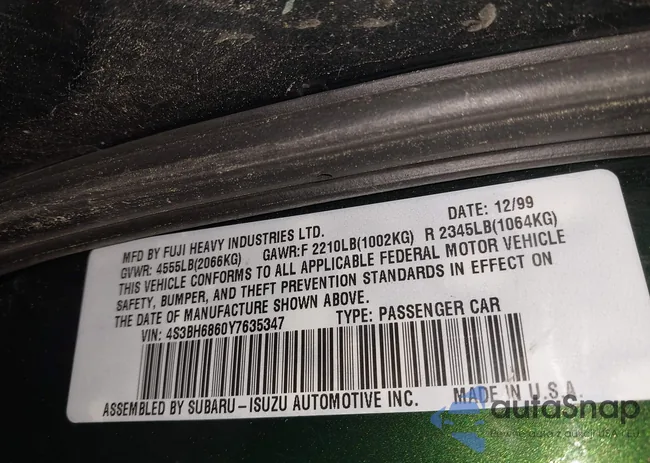 MFD BY FUJI HEAVY INDUSTRIES LTD. DATE: 12/99
GVWR: 4555LB(2066KG) GAWR:F 2210LB(1002KG) R 2345LB(1064KG)
THIS VEHICLE CONFORMS TO ALL APPLICABLE FEDERAL MOTOR VEHICLE
SAFETY, BUMPER, AND THEFT PREVENTION STANDARDS IN EFFECT ON
THE DATE OF MANUFACTURE SHOWN ABOVE.
VIN: 4S3BH6860Y7635347 TYPE: PASSENGER CAR
ASSEMBLED BY SUBARU-ISUZU AUTOMOTIVE INC. MADE IN U.S.A.
autoSnap